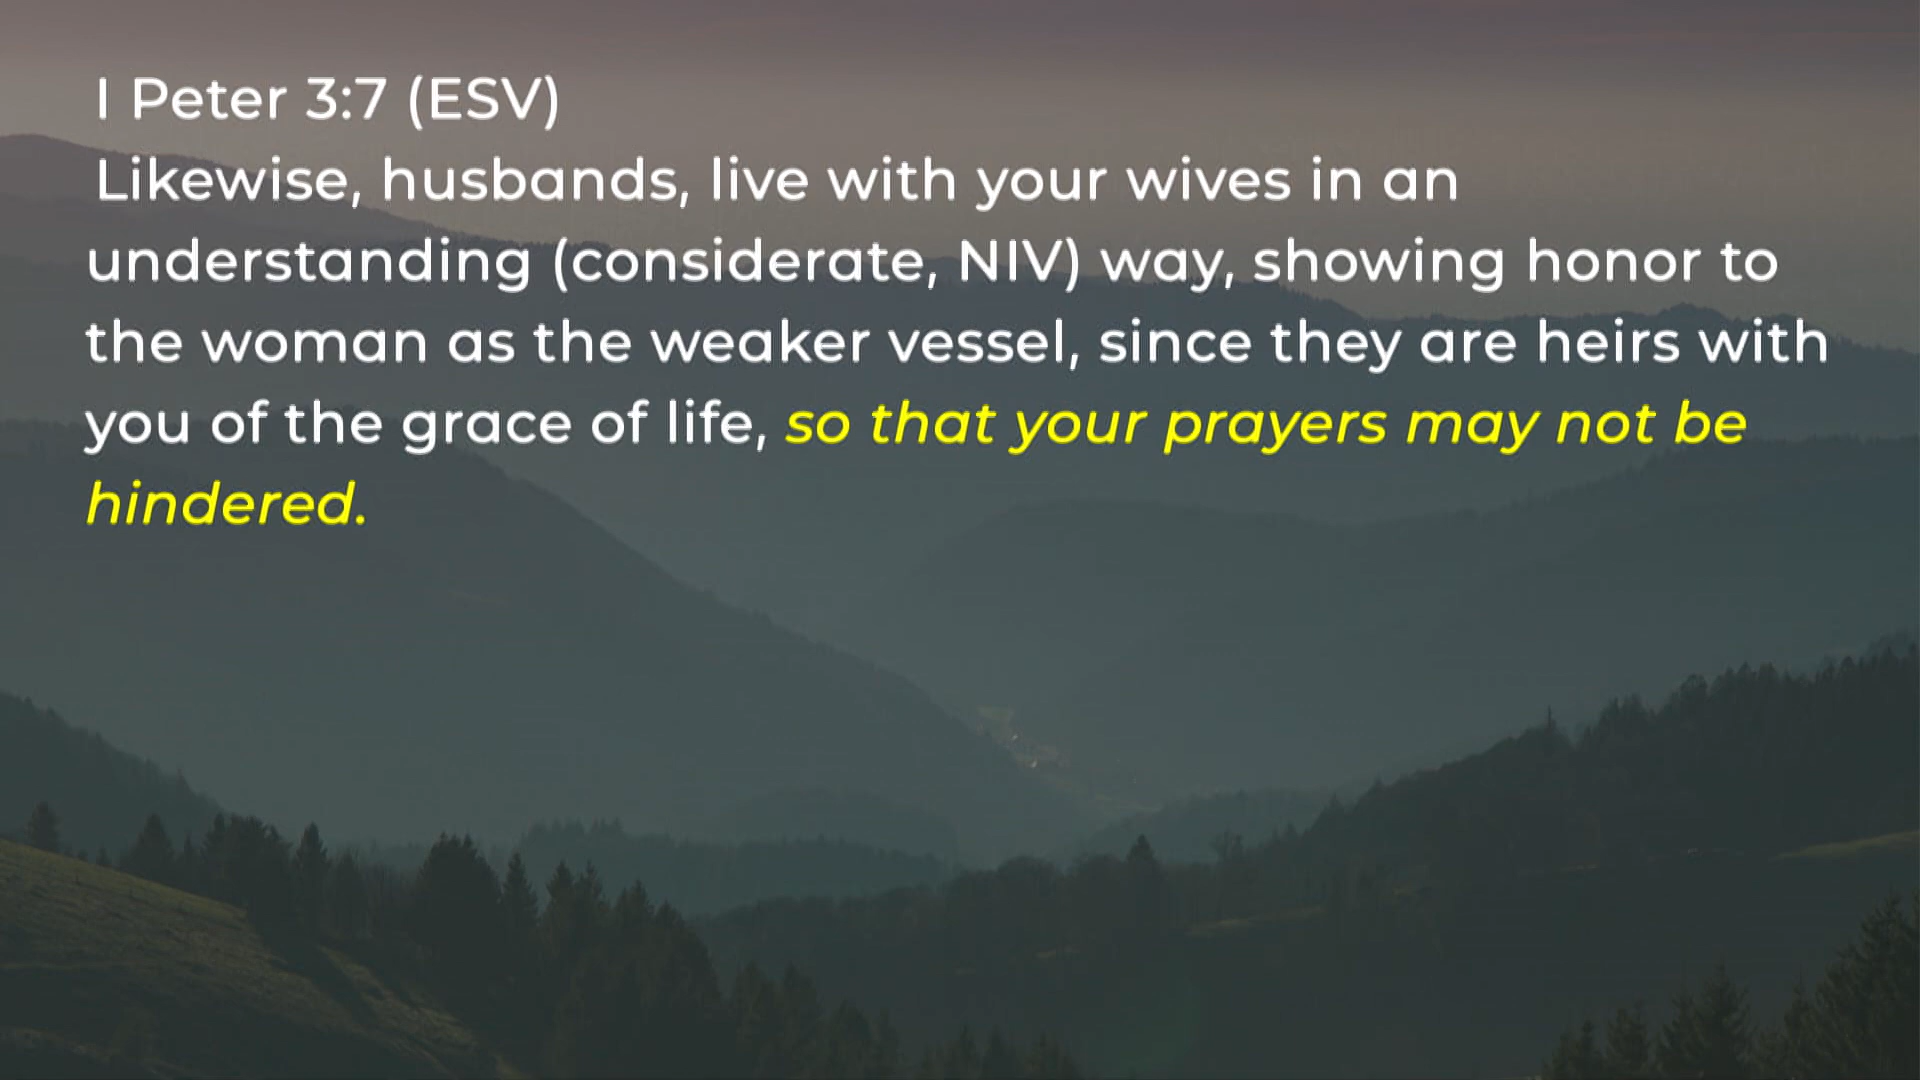 I Peter 3:7 (ESV)
Likewise, husbands, live with your wives in an
understanding (considerate, NIV) way, showing honor to
the woman as the weaker vessel, since they are heirs with
you of the grace of life, so that your prayers may not be
hindered.